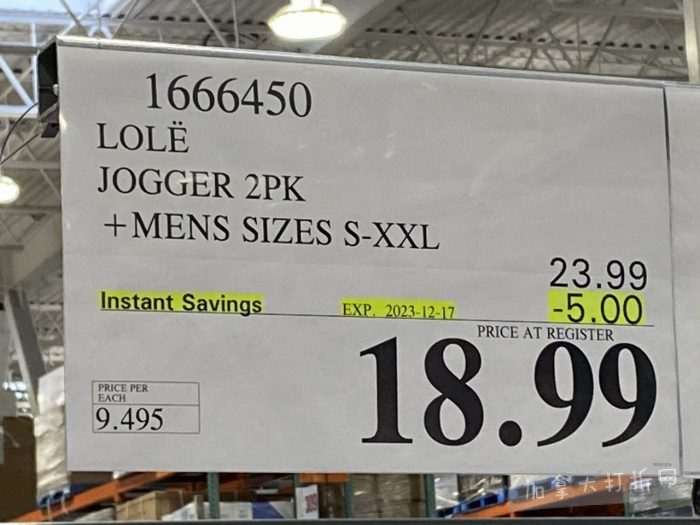 1666450
LOLË
JOGGER 2PK
+MENS SIZES S-XXL
23.99
Instant Savings EXP. 2023-12-17 -5.00
PRICE AT REGISTER
18.99
PRICE PER
EACH
9.495
加拿大打折网